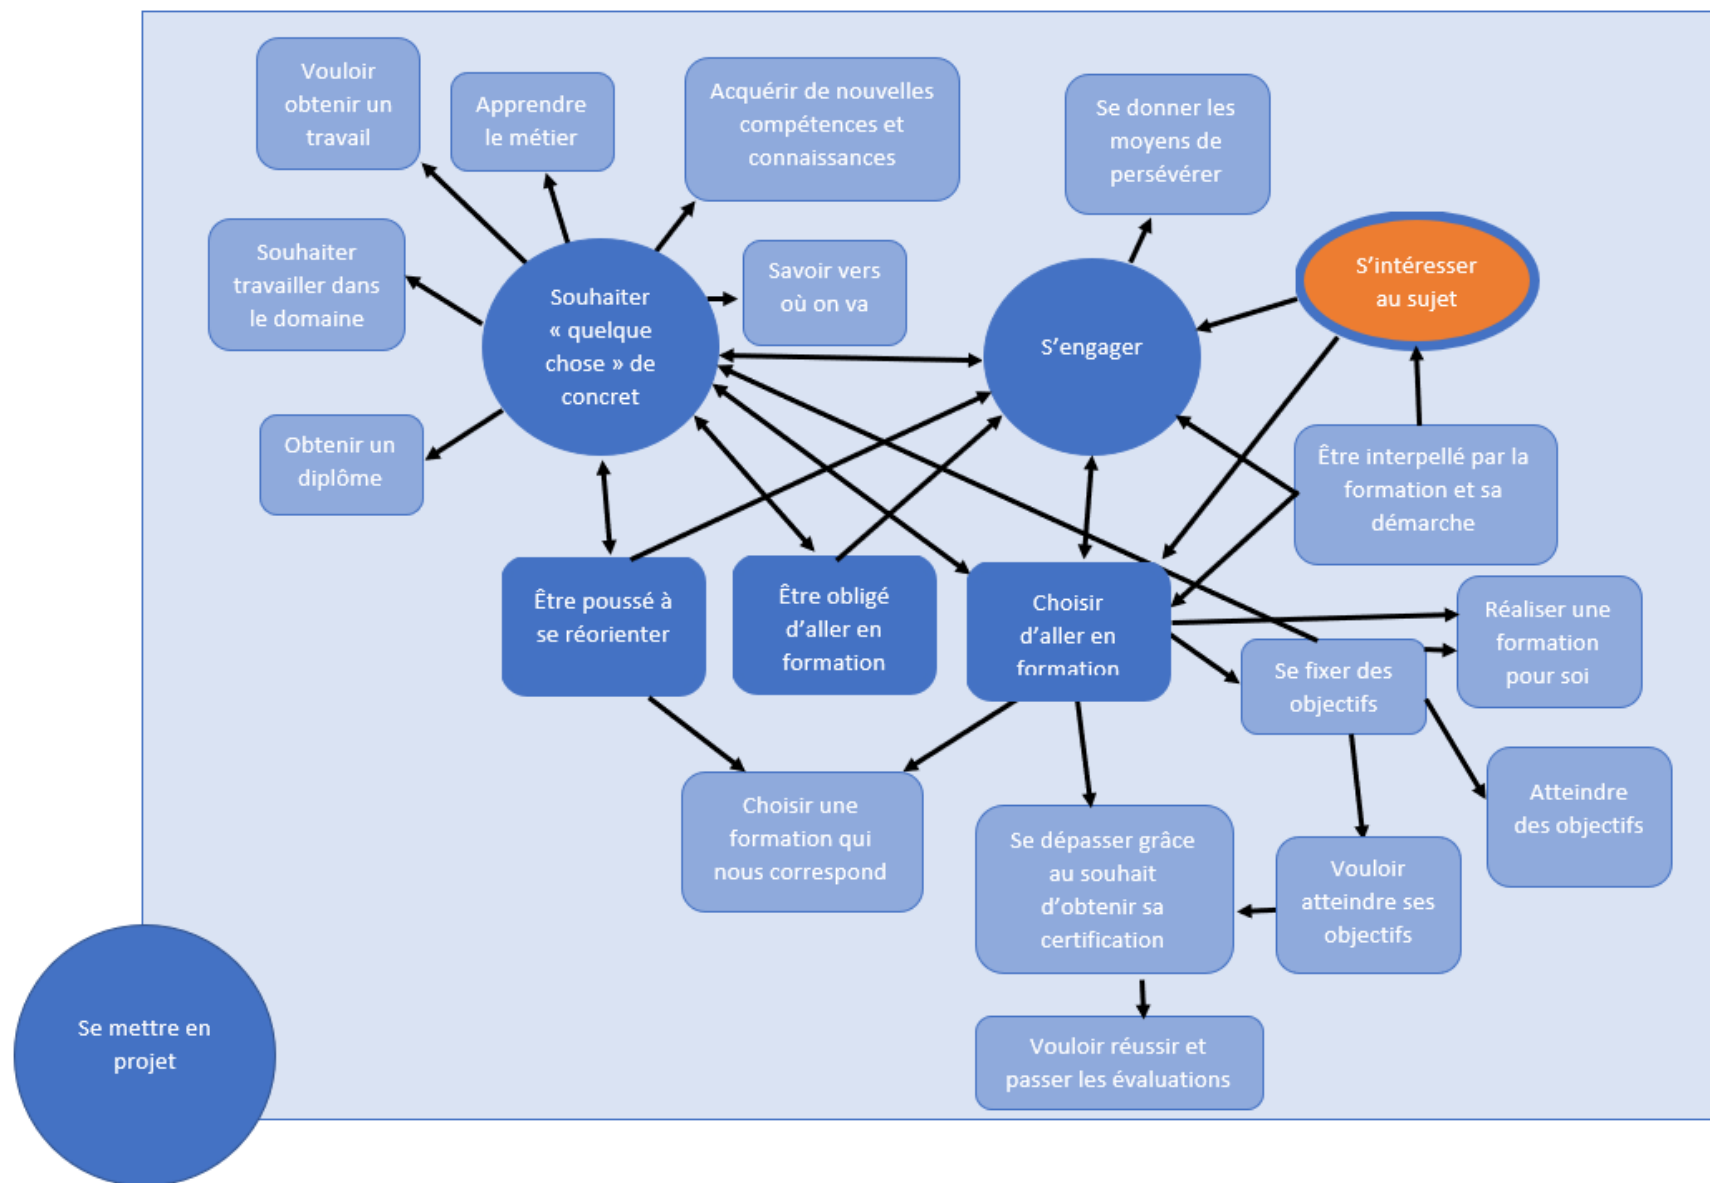 Vouloir
obtenir un
travail
Apprendre
le métier
Acquérir de nouvelles
compétences et
connaissances
Se donner les
moyens de
persévérer
Souhaiter
travailler dans
le domaine
Savoir vers
où on va
S'intéresser
au sujet
Souhaiter
« quelque
chose » de
concret
S'engager
Obtenir un
diplôme
Être interpellé par la
formation et sa
démarche
Être poussé à
se réorienter
Être obligé
d'aller en
formation
Choisir
d'aller en
formation
Réaliser une
formation
pour soi
Se fixer des
objectifs
Choisir une
formation qui
nous correspond
Se dépasser grâce
au souhait
d'obtenir sa
certification
Vouloir
atteindre ses
objectifs
Atteindre
des objectifs
Se mettre en
projet
Vouloir réussir et
passer les évaluations